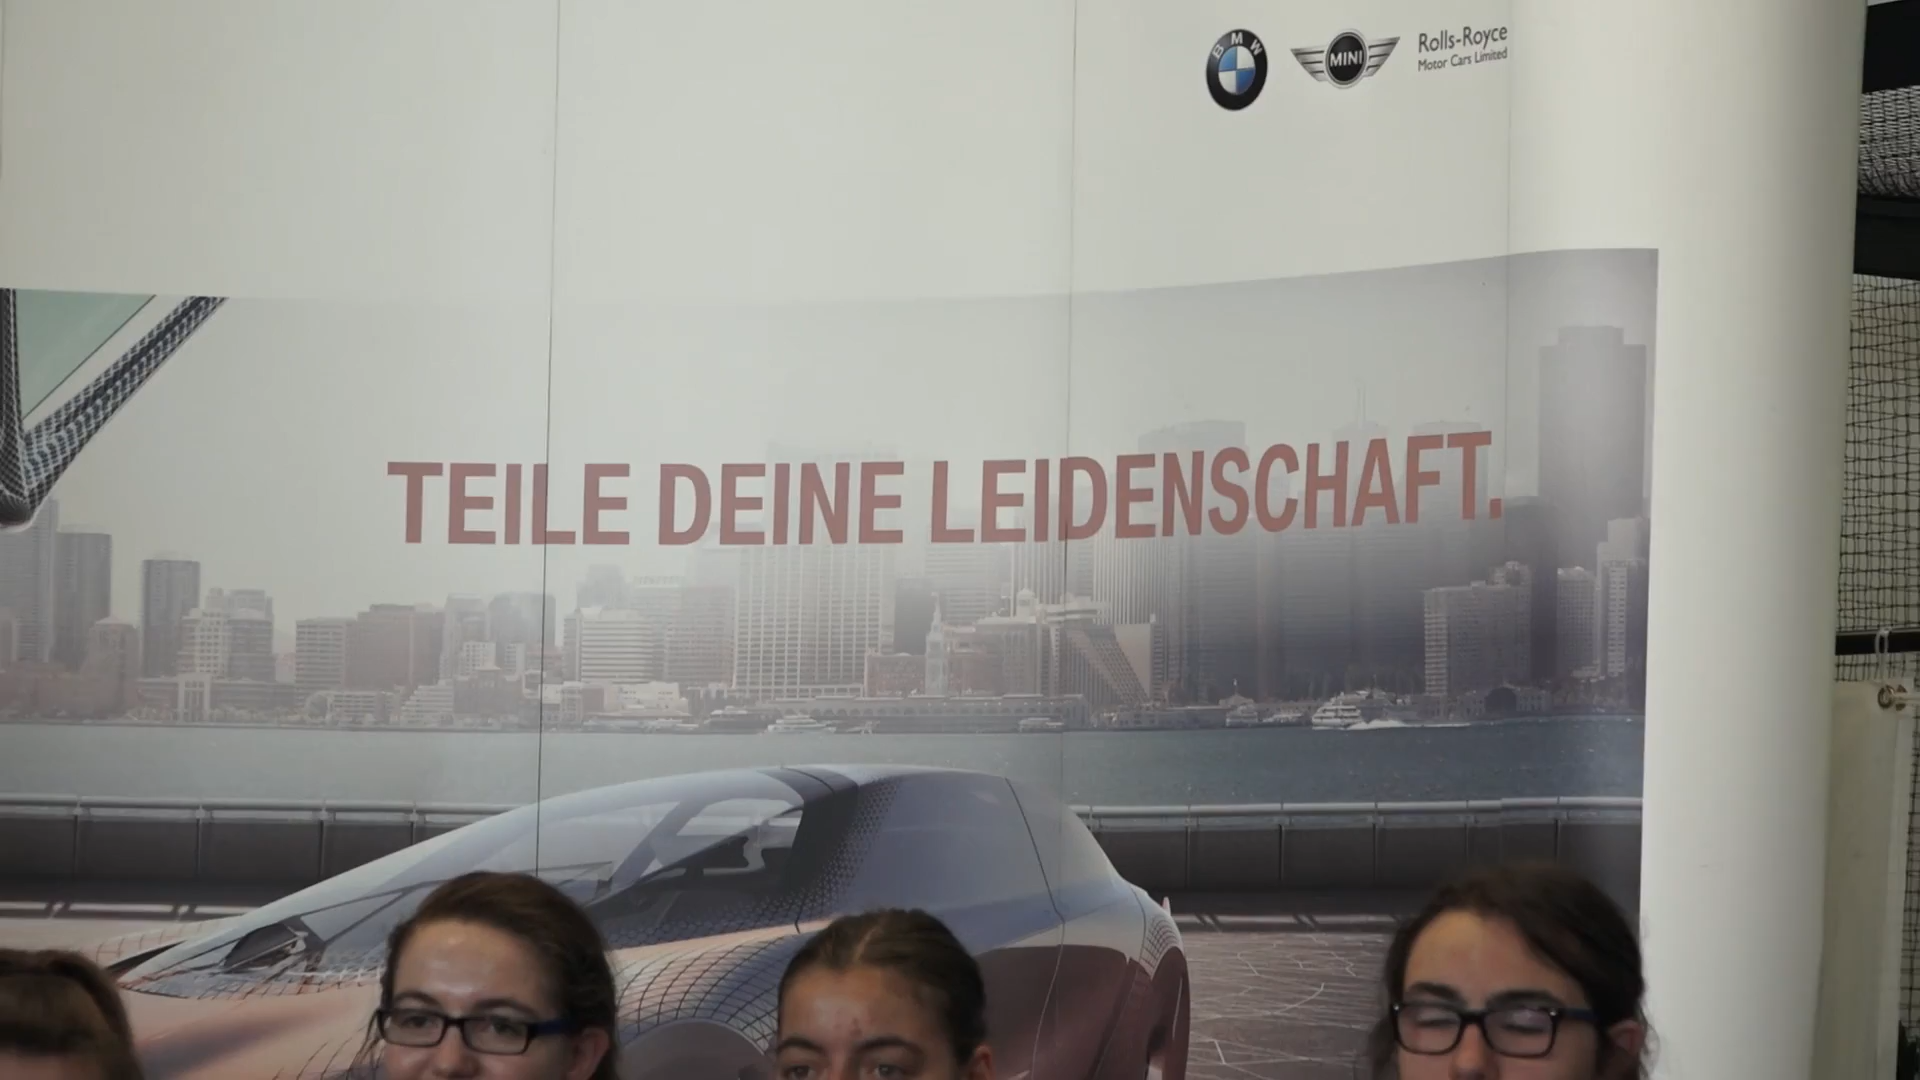 BMW
MINI
Rolls-Royce
Motor Cars Limited
TEILE DEINE LEIDENSCHAFT.